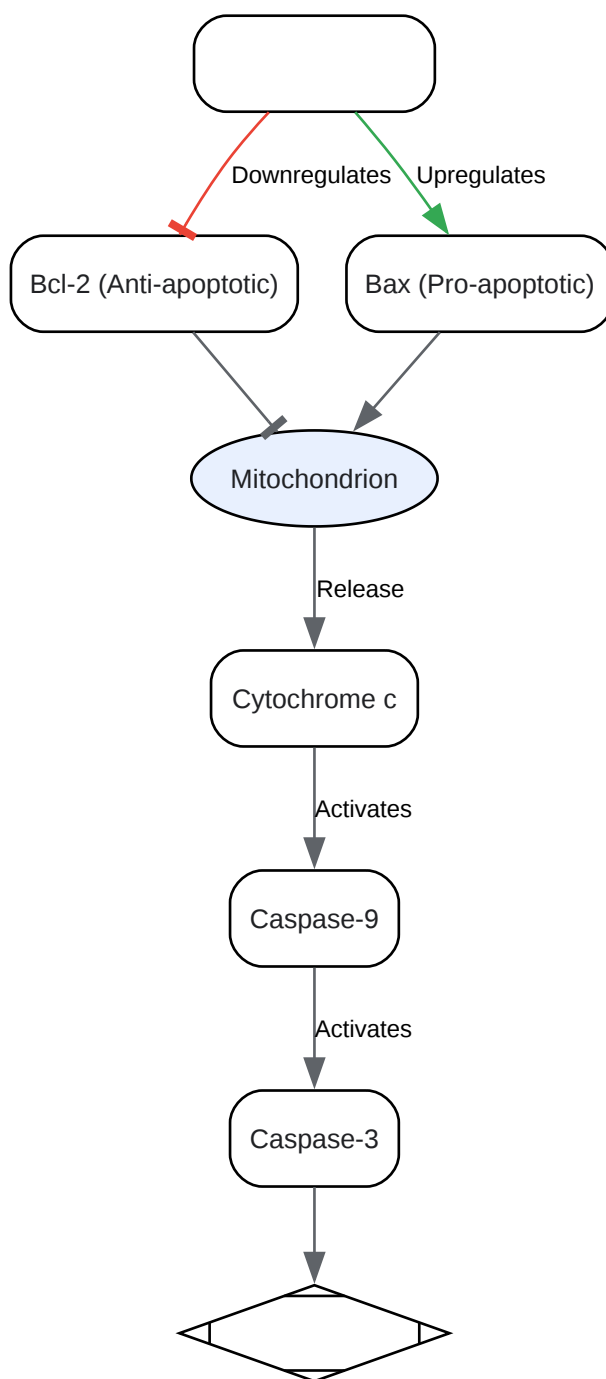 Downregulates
Upregulates
Bcl-2 (Anti-apoptotic)
Bax (Pro-apoptotic)
Mitochondrion
Release
Cytochrome c
Activates
Caspase-9
Activates
Caspase-3